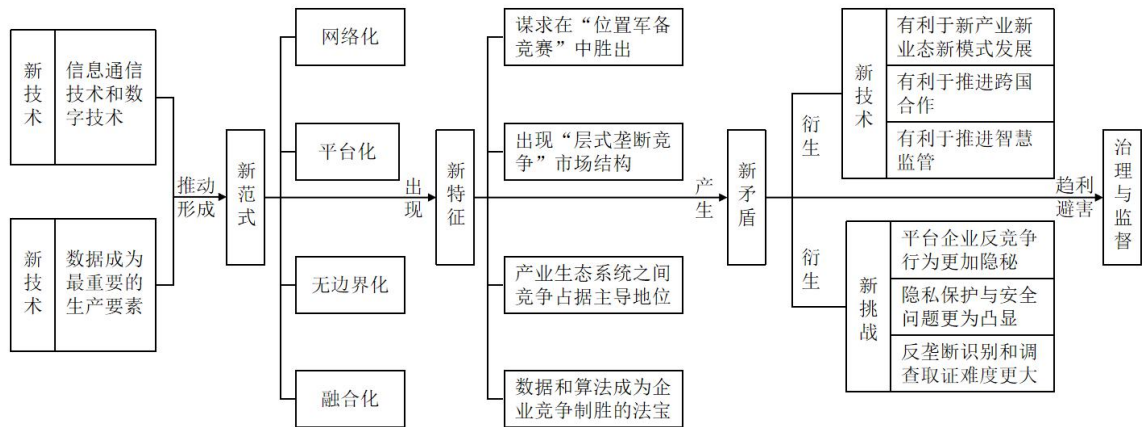 新技术
信息通信
技术和数
字技术
新技术
数据成为
最重要的
生产要素
推动
形成
新范式
网络化
平台化
无边界化
融合化
出现
新特征
谋求在“位置军备
竞赛”中胜出
出现“层式垄断竞
争”市场结构
产业生态系统之间
竞争占据主导地位
数据和算法成为企
业竞争制胜的法宝
产生
新矛盾
衍生
新技术
有利于新产业新
业态新模式发展
有利于推进跨国
合作
有利于推进智慧
监管
衍生
新挑战
平台企业反竞争
行为更加隐秘
隐私保护与安全
问题更为凸显
反垄断识别和调
查取证难度更大
趋利
避害
治理与监督